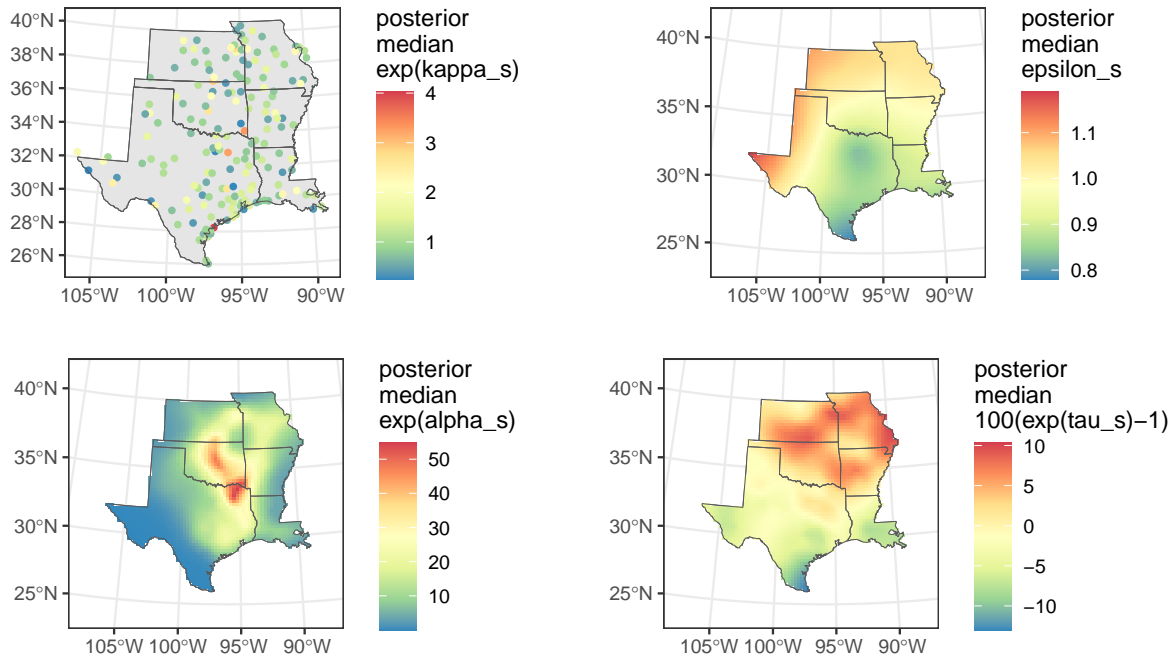 posterior
median
exp(kappa_s)
40°N
38°N
36°N
34°N
32°N
30°N
28°N
26°N
4
3
2
1
105°W 100°W 95°W 90°W
posterior
median
epsilon_s
40°N
35°N
30°N
25°N
1.1
1.0
0.9
0.8
105°W 100°W 95°W 90°W
posterior
median
exp(alpha_s)
40°N
35°N
30°N
25°N
50
40
30
20
10
105°W 100°W 95°W 90°W
posterior
median
100(exp(tau_s)−1)
40°N
35°N
30°N
25°N
10
5
0
−5
−10
105°W 100°W 95°W 90°W